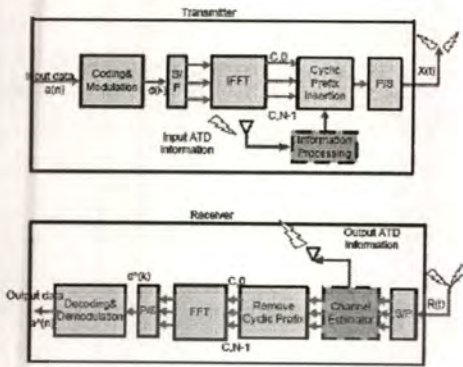 Transmitter
Input data
a(n)
Coding&
Modulation
d(k)
S/
P
IFFT
C,0
C,N-1
Cyclic
Prefix
Insertion
P/S
X(t)
Input ATD
Information
Information
Processing
Receiver
Output ATD
Information
Output data
a^(n)
Decoding&
Demodulation
d^(k)
P/S
FFT
C,0
C,N-1
Remove
Cyclic Prefix
Channel
Estimator
S/P
R(t)